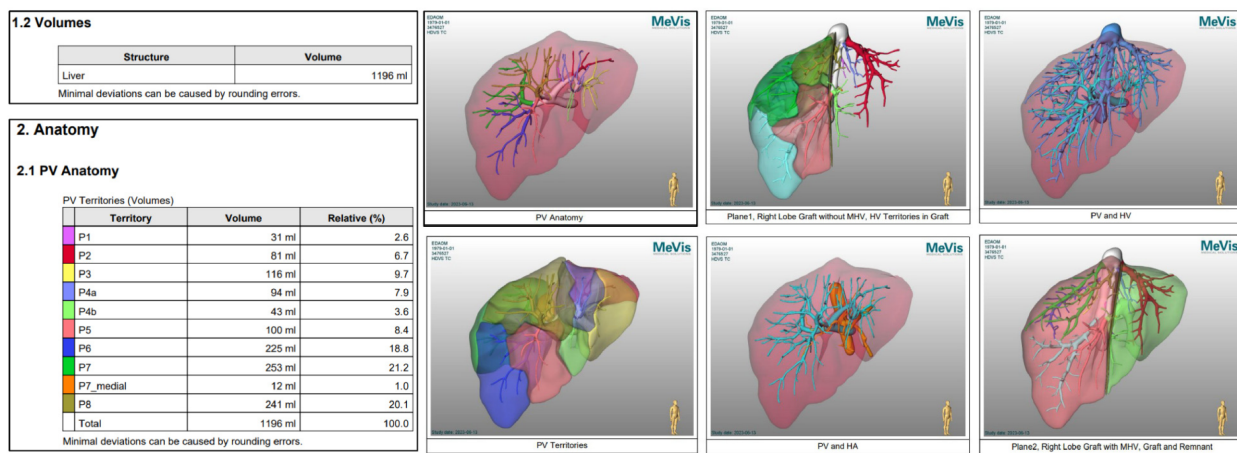 1.2 Volumes
Structure Volume
Liver 1196 ml
Minimal deviations can be caused by rounding errors.
2. Anatomy
2.1 PV Anatomy
PV Territories (Volumes)
Territory Volume Relative (%)
P1 31 ml 2.6
P2 81 ml 6.7
P3 116 ml 9.7
P4a 94 ml 7.9
P4b 43 ml 3.6
P5 100 ml 8.4
P6 225 ml 18.8
P7 253 ml 21.2
P7_medial 12 ml 1.0
P8 241 ml 20.1
Total 1196 ml 100.0
Minimal deviations can be caused by rounding errors.
MeVis
PV Anatomy
MeVis
Plane1, Right Lobe Graft without MHV, HV Territories in Graft
MeVis
PV and HV
MeVis
PV Territories
MeVis
PV and HA
MeVis
Plane2, Right Lobe Graft with MHV, Graft and Remnant